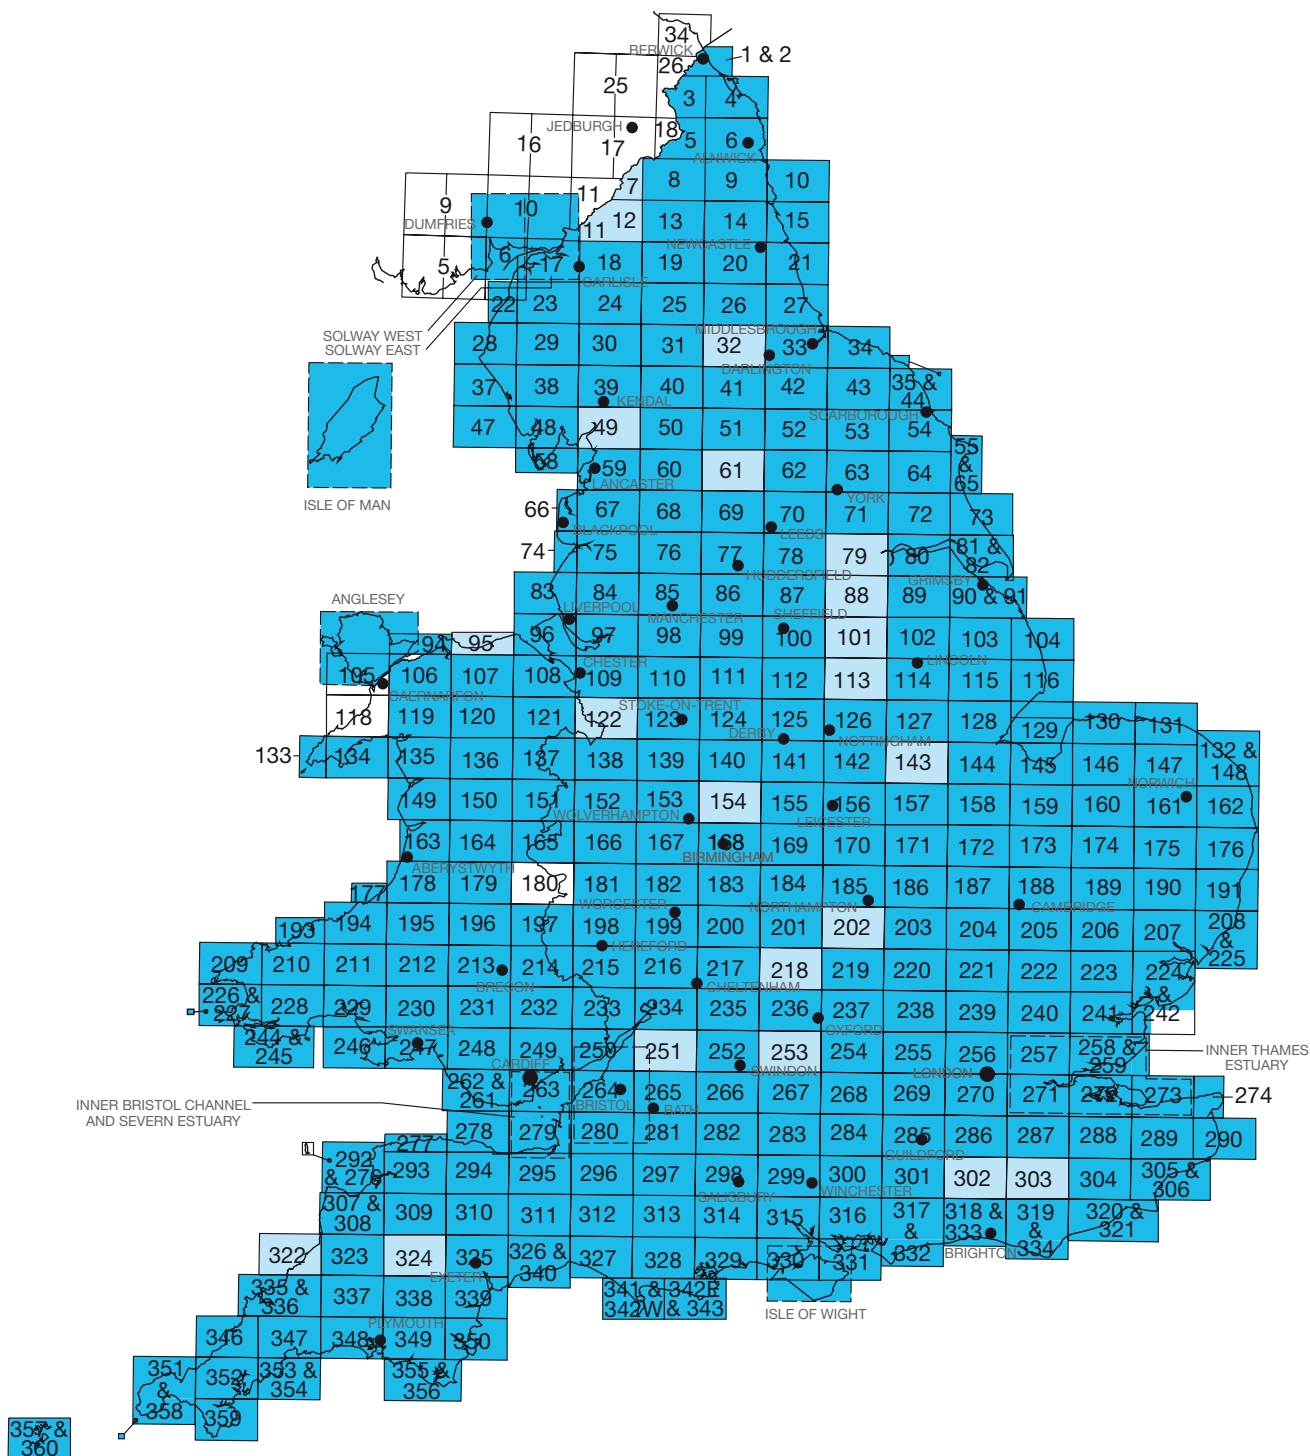 34
BERWICK
1 & 2
26
25
3 4
JEDBURGH
18
16 17 5 6
ALNWICK
7 8 9 10
11
9 10
12 13 14 15
DUMFRIES
11
NEWCASTLE
5 6 17 18 19 20 21
CARLISLE
22 23 24 25 26 27
SOLWAY WEST
SOLWAY EAST
MIDDLESBROUGH
28 29 30 31 32 33 34
DARLINGTON
37 38 39 40 41 42 43 35 &
44
KENDAL
SCARBOROUGH
47 48 49 50 51 52 53 54
58 59 60 61 62 63 64 55
&
65
LANCASTER
YORK
ISLE OF MAN
66 67 68 69 70 71 72 73
BLACKPOOL
LEEDS
74 75 76 77 78 79 80 81 &
82
HUDDERSFIELD
GRIMSBY
83 84 85 86 87 88 89 90 & 91
ANGLESEY
LIVERPOOL
MANCHESTER
SHEFFIELD
94 95 96 97 98 99 100 101 102 103 104
LINCOLN
CHESTER
105 106 107 108 109 110 111 112 113 114 115 116
CAERNARFON
STOKE-ON-TRENT
118 119 120 121 122 123 124 125 126 127 128 129 130 131
DERBY
NOTTINGHAM
133 134 135 136 137 138 139 140 141 142 143 144 145 146 147 132 &
148
NORWICH
149 150 151 152 153 154 155 156 157 158 159 160 161 162
WOLVERHAMPTON
LEICESTER
163 164 165 166 167 168 169 170 171 172 173 174 175 176
BIRMINGHAM
ABERYSTWYTH
177 178 179 180 181 182 183 184 185 186 187 188 189 190 191
WORCESTER
NORTHAMPTON
CAMBRIDGE
193 194 195 196 197 198 199 200 201 202 203 204 205 206 207 208
&
225
HEREFORD
209 210 211 212 213 214 215 216 217 218 219 220 221 222 223 224
&
242
BRECON
CHELTENHAM
226 &
227 228 229 230 231 232 233 234 235 236 237 238 239 240 241
OXFORD
SWANSEA
244 &
245 246 247 248 249 250 251 252 253 254 255 256 257 258 &
259
INNER THAMES
ESTUARY
CARDIFF
SWINDON
LONDON
262 &
261 263 264 265 266 267 268 269 270 271 272 273 274
INNER BRISTOL CHANNEL
AND SEVERN ESTUARY
BRISTOL
BATH
277 278 279 280 281 282 283 284 285 286 287 288 289 290
GUILDFORD
292
& 276 293 294 295 296 297 298 299 300 301 302 303 304 305 &
306
SALISBURY
WINCHESTER
307 &
308 309 310 311 312 313 314 315 316 317
&
332 318 &
333 319
&
334 320 &
321
BRIGHTON
322 323 324 325 326 &
340 327 328 329 330 331
EXETER
335 &
336 337 338 339 341 & 342E
342W & 343
ISLE OF WIGHT
PLYMOUTH
346 347 348 349 350
351
&
358 352 353 &
354 355 &
356
359
357 &
360